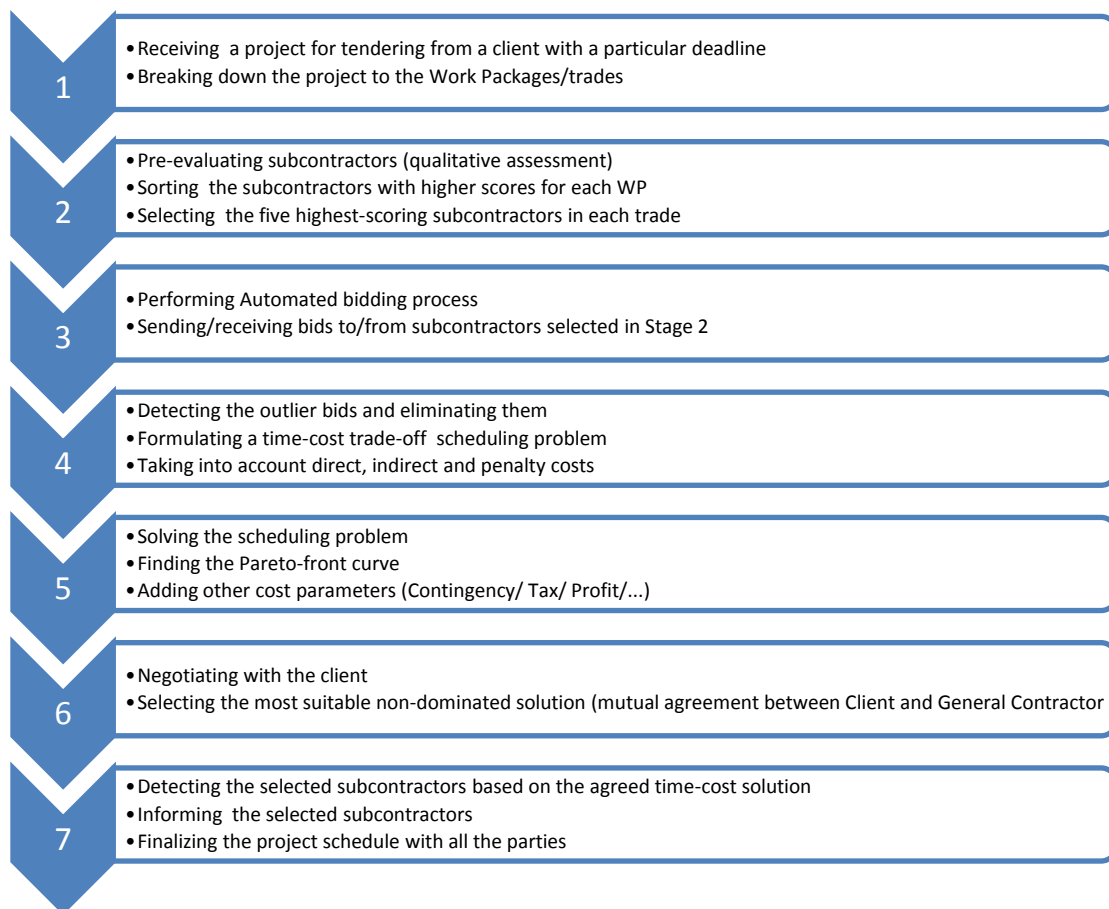 1
•Receiving a project for tendering from a client with a particular deadline
•Breaking down the project to the Work Packages/trades
2
•Pre-evaluating subcontractors (qualitative assessment)
•Sorting the subcontractors with higher scores for each WP
•Selecting the five highest-scoring subcontractors in each trade
3
•Performing Automated bidding process
•Sending/receiving bids to/from subcontractors selected in Stage 2
4
•Detecting the outlier bids and eliminating them
•Formulating a time-cost trade-off scheduling problem
•Taking into account direct, indirect and penalty costs
5
•Solving the scheduling problem
•Finding the Pareto-front curve
•Adding other cost parameters (Contingency/ Tax/ Profit/...)
6
•Negotiating with the client
•Selecting the most suitable non-dominated solution (mutual agreement between Client and General Contractor
7
•Detecting the selected subcontractors based on the agreed time-cost solution
•Informing the selected subcontractors
•Finalizing the project schedule with all the parties